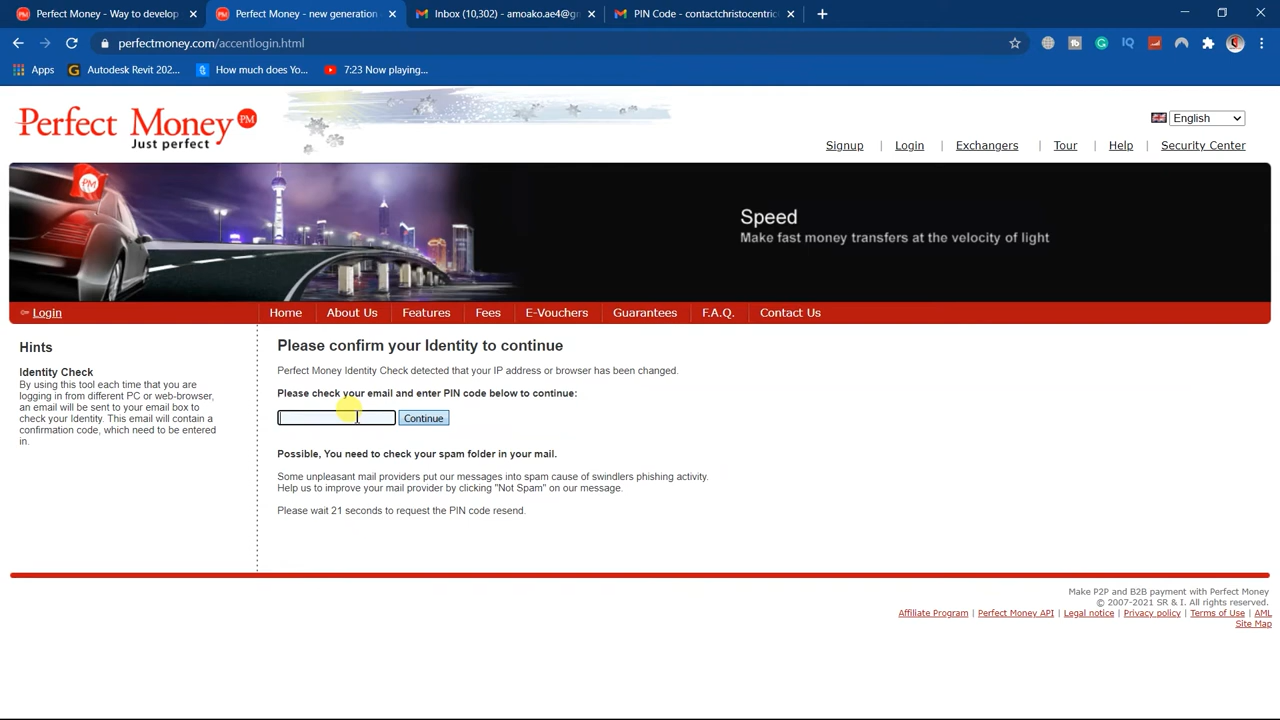 Perfect Money - Way to develop
Perfect Money - new generation
Inbox (10,302) - amoako.ae4@g
PIN Code - contactchristocentric
perfectmoney.com/accentlogin.html
Apps
Autodesk Revit 202...
How much does Yo...
7:23 Now playing...
Perfect Money PM
Just perfect
English
Signup | Login | Exchangers | Tour | Help | Security Center
PM
Speed
Make fast money transfers at the velocity of light
Login
Home
About Us
Features
Fees
E-Vouchers
Guarantees
F.A.Q.
Contact Us
Hints
Identity Check
By using this tool each time that you are
logging in from different PC or web-browser,
an email will be sent to your email box to
check your Identity. This email will contain a
confirmation code, which need to be entered
in.
Please confirm your Identity to continue
Perfect Money Identity Check detected that your IP address or browser has been changed.
Please check your email and enter PIN code below to continue:
Continue
Possible, You need to check your spam folder in your mail.
Some unpleasant mail providers put our messages into spam cause of swindlers phishing activity.
Help us to improve your mail provider by clicking "Not Spam" on our message.
Please wait 21 seconds to request the PIN code resend.
Make P2P and B2B payment with Perfect Money
© 2007-2021 SR & I. All rights reserved.
Affiliate Program | Perfect Money API | Legal notice | Privacy policy | Terms of Use | AML
Site Map